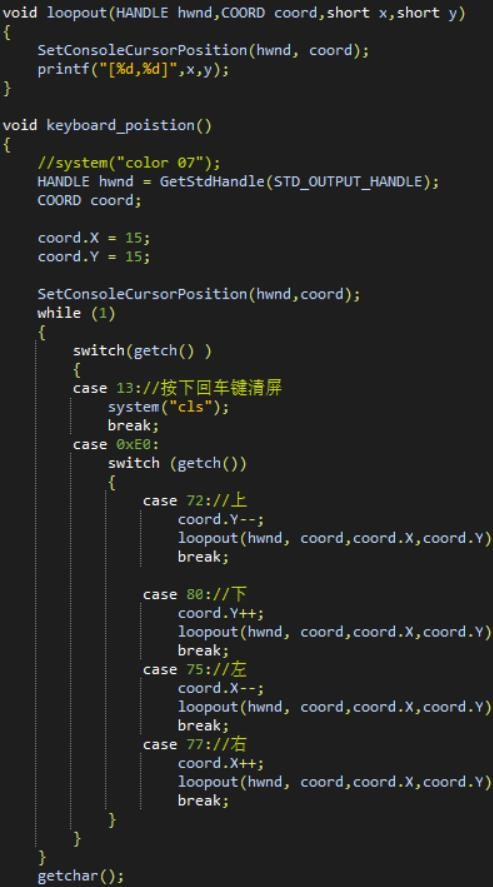 void loopout(HANDLE hwnd,COORD coord,short x,short y)
{
    SetConsoleCursorPosition(hwnd, coord);
    printf("[%d,%d]",x,y);
}

void keyboard_poistion()
{
    //system("color 07");
    HANDLE hwnd = GetStdHandle(STD_OUTPUT_HANDLE);
    COORD coord;

    coord.X = 15;
    coord.Y = 15;

    SetConsoleCursorPosition(hwnd,coord);
    while (1)
    {
        switch(getch() )
        {
        case 13://按下回车键清屏
            system("cls");
            break;
        case 0xE0:
            switch (getch())
            {
                case 72://上
                    coord.Y--;
                    loopout(hwnd, coord,coord.X,coord.Y)
                    break;

                case 80://下
                    coord.Y++;
                    loopout(hwnd, coord,coord.X,coord.Y)
                    break;
                case 75://左
                    coord.X--;
                    loopout(hwnd, coord,coord.X,coord.Y)
                    break;
                case 77://右
                    coord.X++;
                    loopout(hwnd, coord,coord.X,coord.Y)
                    break;
            }
        }
    }
    getchar();